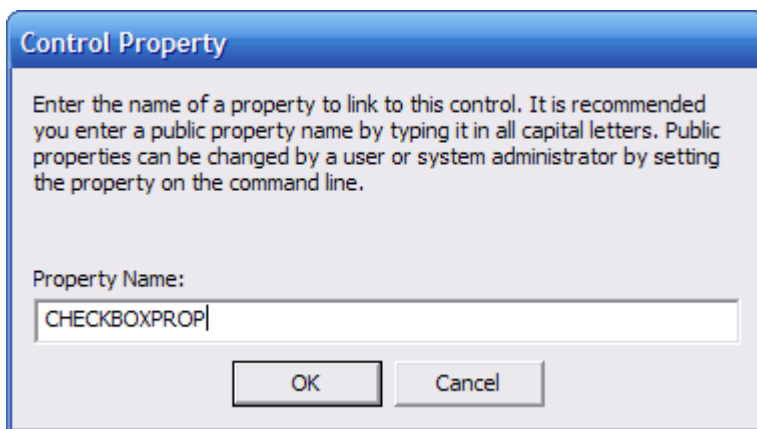 Control Property
Enter the name of a property to link to this control. It is recommended
you enter a public property name by typing it in all capital letters. Public
properties can be changed by a user or system administrator by setting
the property on the command line.
Property Name:
CHECKBOXPROP
OK Cancel